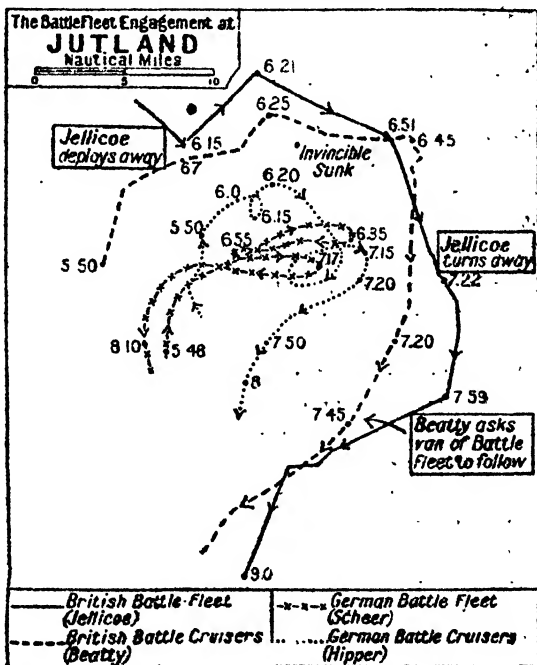 The BattleFleet Engagement at
JUTLAND
Nautical Miles
0 5 10
6.21
6.25
6.15
6.7
Jellicoe
deploys away
6.51
6.45
Invincible
Sunk
6.20
6.0
6.15
5.50
6.55
6.35
7.15
7.17
7.20
5.50
Jellicoe
turns away
7.22
8.10
5.48
7.50
8
7.20
7.59
7.45
Beatty asks
van of Battle
Fleet to follow
9.0
British Battle-Fleet
(Jellicoe)
British Battle Cruisers
(Beatty)
German Battle Fleet
(Scheer)
German Battle Cruisers
(Hipper)